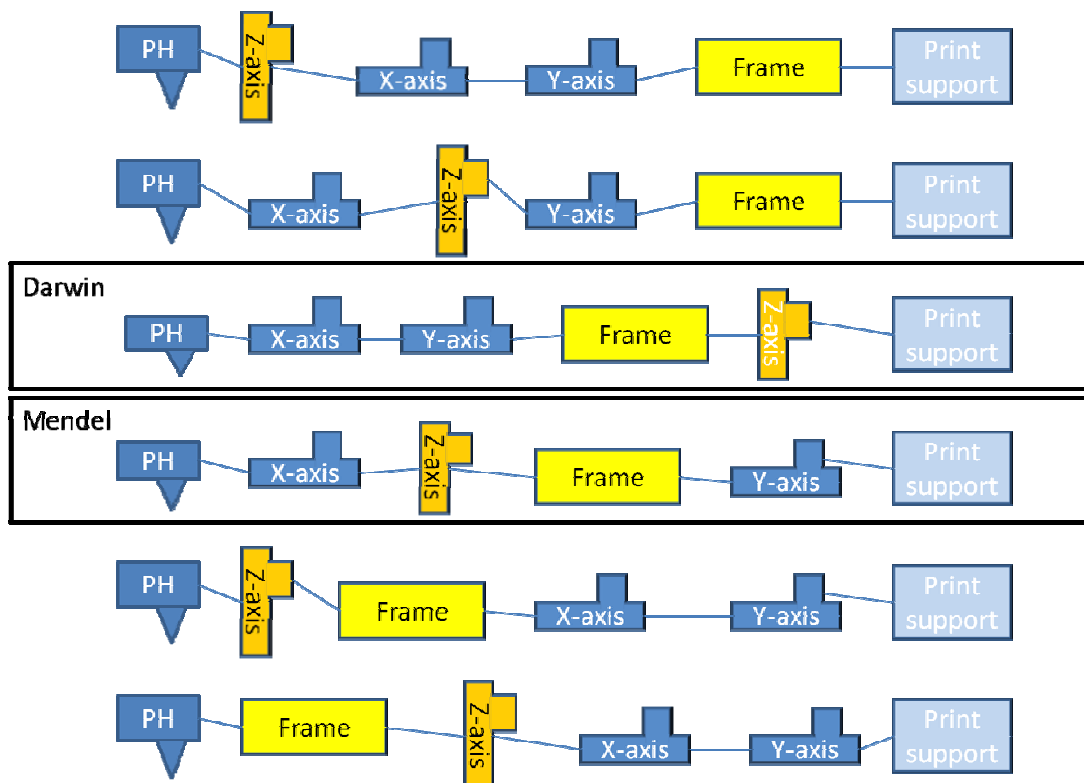 PH Z-axis X-axis Y-axis Frame Print support
PH X-axis Z-axis Y-axis Frame Print support
Darwin
PH X-axis Y-axis Frame Z-axis Print support
Mendel
PH X-axis Z-axis Frame Y-axis Print support
PH Z-axis Frame X-axis Y-axis Print support
PH Frame Z-axis X-axis Y-axis Print support